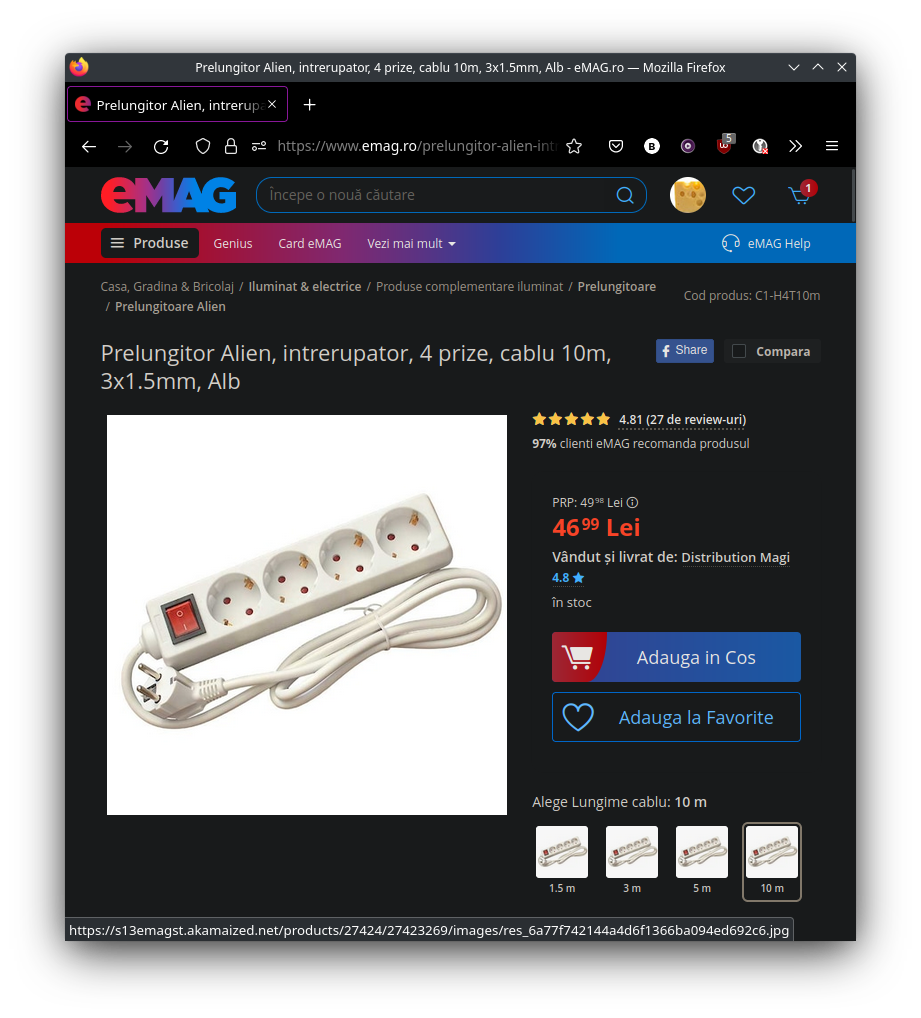 Prelungitor Alien, intrerupator, 4 prize, cablu 10m, 3x1.5mm, Alb - eMAG.ro — Mozilla Firefox
Prelungitor Alien, intrerupa
https://www.emag.ro/prelungitor-alien-int
5
eMAG
Începe o nouă căutare
1
Produse
Genius
Card eMAG
Vezi mai mult
eMAG Help
Casa, Gradina & Bricolaj / Iluminat & electrice / Produse complementare iluminat / Prelungitoare
/ Prelungitoare Alien
Cod produs: C1-H4T10m
Prelungitor Alien, intrerupator, 4 prize, cablu 10m,
3x1.5mm, Alb
Share
Compara
4.81 (27 de review-uri)
97% clienti eMAG recomanda produsul
PRP: 49⁹⁸ Lei
46⁹⁹ Lei
Vândut și livrat de: Distribution Magi
4.8
în stoc
Adauga in Cos
Adauga la Favorite
Alege Lungime cablu: 10 m
1.5 m
3 m
5 m
10 m
https://s13emagst.akamaized.net/products/27424/27423269/images/res_6a77f742144a4d6f1366ba094ed692c6.jpg